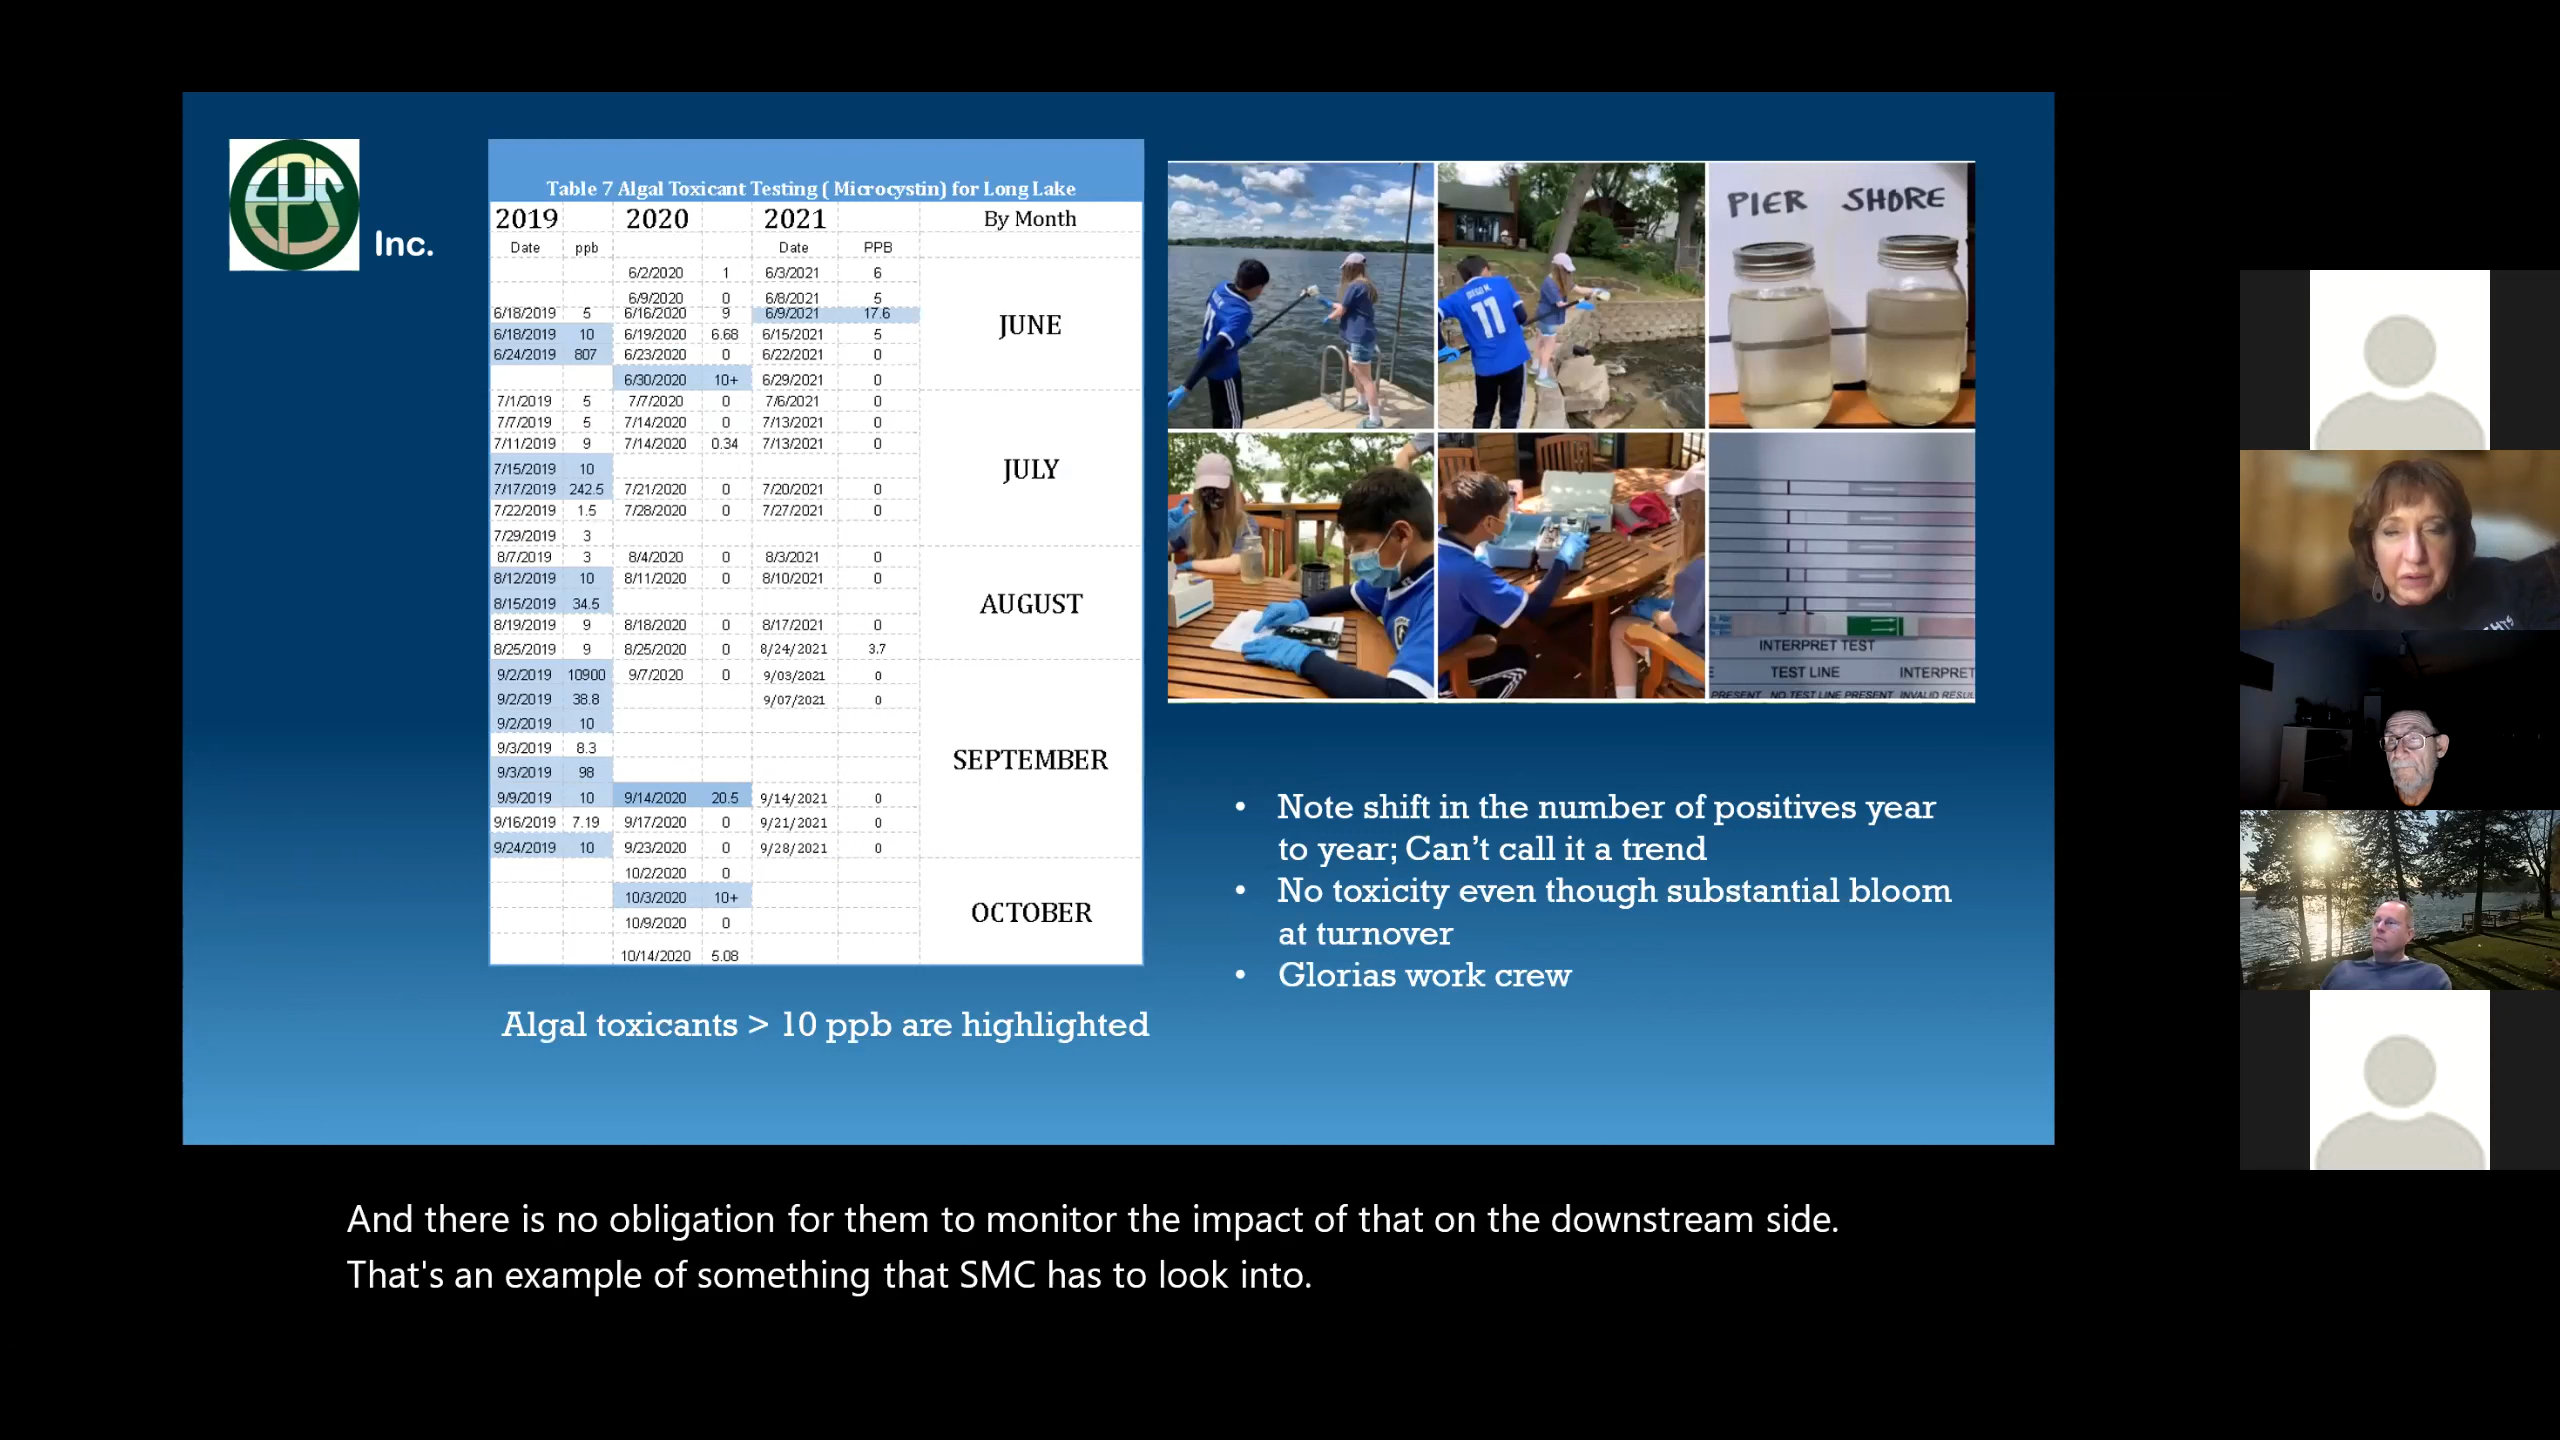 EPS
Inc.
Table 7 Algal Toxicant Testing ( Microcystin) for Long Lake
2019 2020 2021 By Month
Date ppb Date PPB
6/2/2020 1 6/3/2021 6
6/9/2020 0 6/8/2021 5
6/18/2019 5 6/16/2020 9 6/9/2021 17.6
6/18/2019 10 6/19/2020 6.68 6/15/2021 5
JUNE
6/24/2019 807 6/23/2020 0 6/22/2021 0
6/30/2020 10+ 6/29/2021 0
7/1/2019 5 7/7/2020 0 7/6/2021 0
7/7/2019 5 7/14/2020 0 7/13/2021 0
7/11/2019 9 7/14/2020 0.34 7/13/2021 0
7/15/2019 10
JULY
7/17/2019 242.5 7/21/2020 0 7/20/2021 0
7/22/2019 1.5 7/28/2020 0 7/27/2021 0
7/29/2019 3
8/7/2019 3 8/4/2020 0 8/3/2021 0
8/12/2019 10 8/11/2020 0 8/10/2021 0
8/15/2019 34.5
AUGUST
8/19/2019 9 8/18/2020 0 8/17/2021 0
8/25/2019 9 8/25/2020 0 8/24/2021 3.7
9/2/2019 10900 9/7/2020 0 9/03/2021 0
9/2/2019 38.8 9/07/2021 0
9/2/2019 10
9/3/2019 8.3
SEPTEMBER
9/3/2019 98
9/9/2019 10 9/14/2020 20.5 9/14/2021 0
9/16/2019 7.19 9/17/2020 0 9/21/2021 0
9/24/2019 10 9/23/2020 0 9/28/2021 0
10/2/2020 0
10/3/2020 10+
OCTOBER
10/9/2020 0
10/14/2020 5.08
Algal toxicants > 10 ppb are highlighted
11
PIER SHORE
INTERPRET TEST
TEST LINE INTERPRET
PRESENT NO TEST LINE PRESENT INVALID RESUL
• Note shift in the number of positives year
to year; Can't call it a trend
• No toxicity even though substantial bloom
at turnover
• Glorias work crew
And there is no obligation for them to monitor the impact of that on the downstream side.
That's an example of something that SMC has to look into.